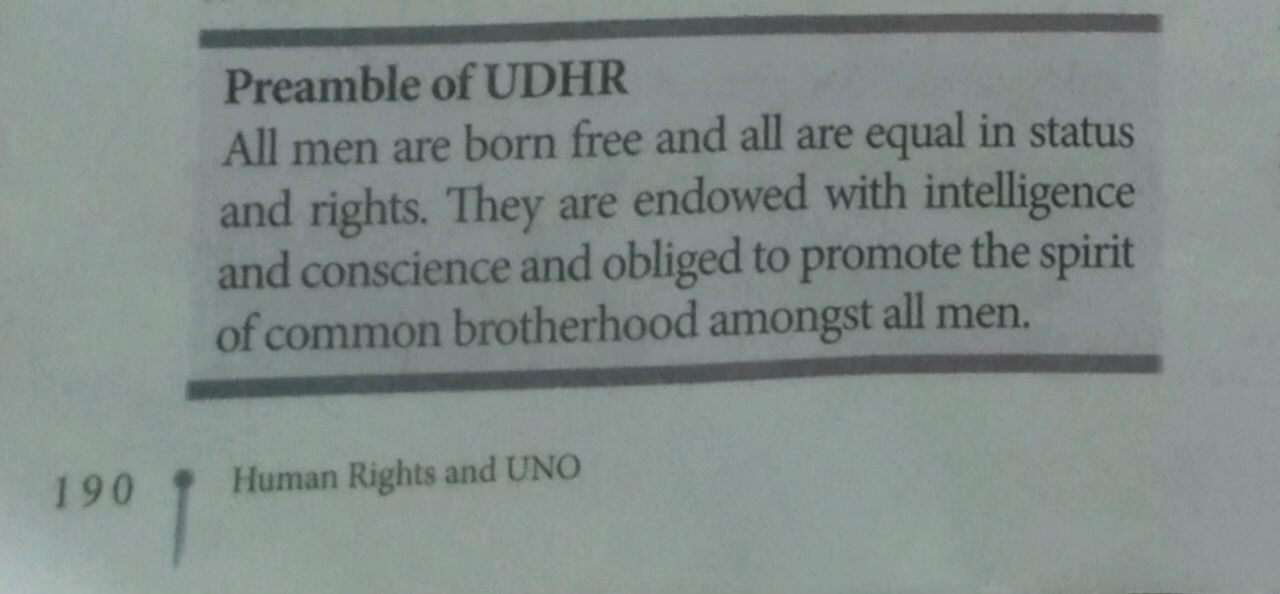 Preamble of UDHR
All men are born free and all are equal in status
and rights. They are endowed with intelligence
and conscience and obliged to promote the spirit
of common brotherhood amongst all men.
190
Human Rights and UNO